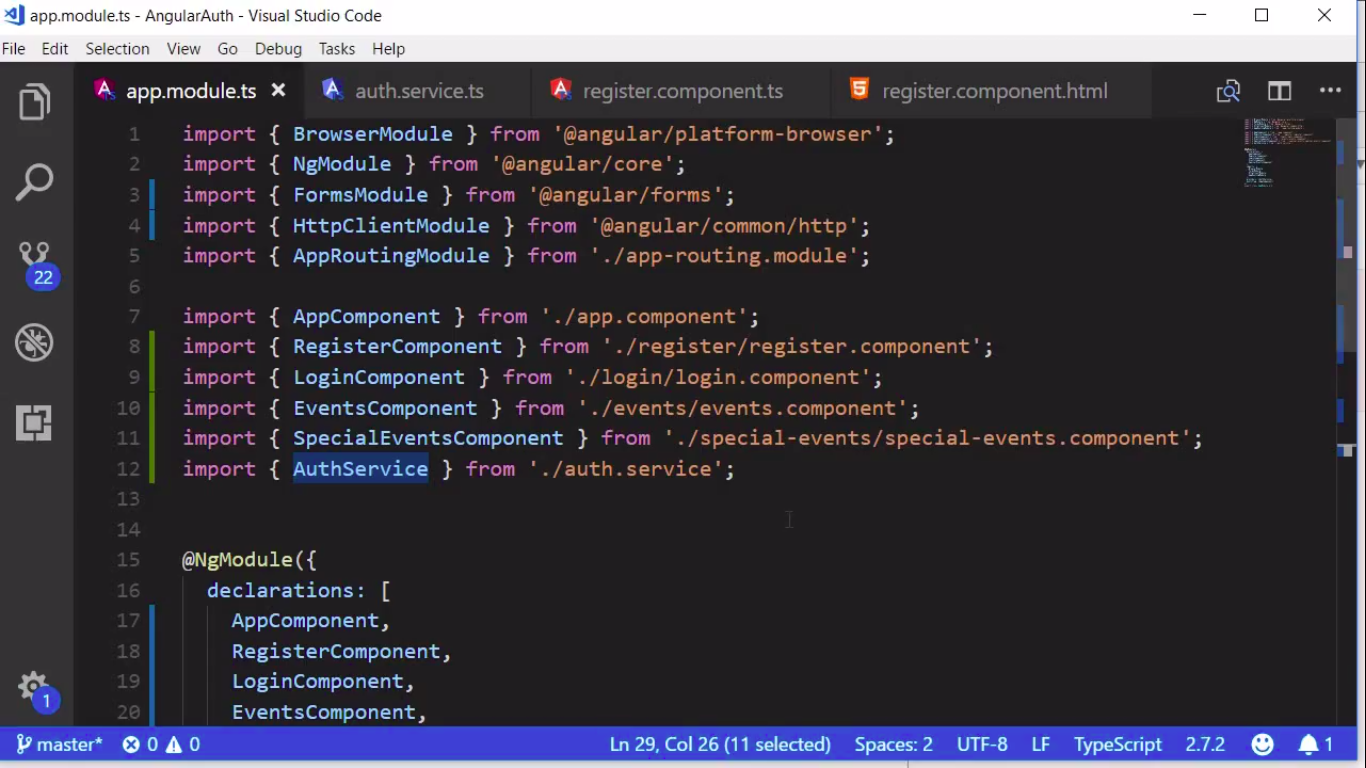 app.module.ts - AngularAuth - Visual Studio Code
File Edit Selection View Go Debug Tasks Help
app.module.ts auth.service.ts register.component.ts register.component.html
1 import { BrowserModule } from '@angular/platform-browser';
2 import { NgModule } from '@angular/core';
3 import { FormsModule } from '@angular/forms';
4 import { HttpClientModule } from '@angular/common/http';
5 import { AppRoutingModule } from './app-routing.module';
6
7 import { AppComponent } from './app.component';
8 import { RegisterComponent } from './register/register.component';
9 import { LoginComponent } from './login/login.component';
10 import { EventsComponent } from './events/events.component';
11 import { SpecialEventsComponent } from './special-events/special-events.component';
12 import { AuthService } from './auth.service';
13
14
15 @NgModule({
16 declarations: [
17 AppComponent,
18 RegisterComponent,
19 LoginComponent,
20 EventsComponent,
22
1
master* 0 0 Ln 29, Col 26 (11 selected) Spaces: 2 UTF-8 LF TypeScript 2.7.2 1